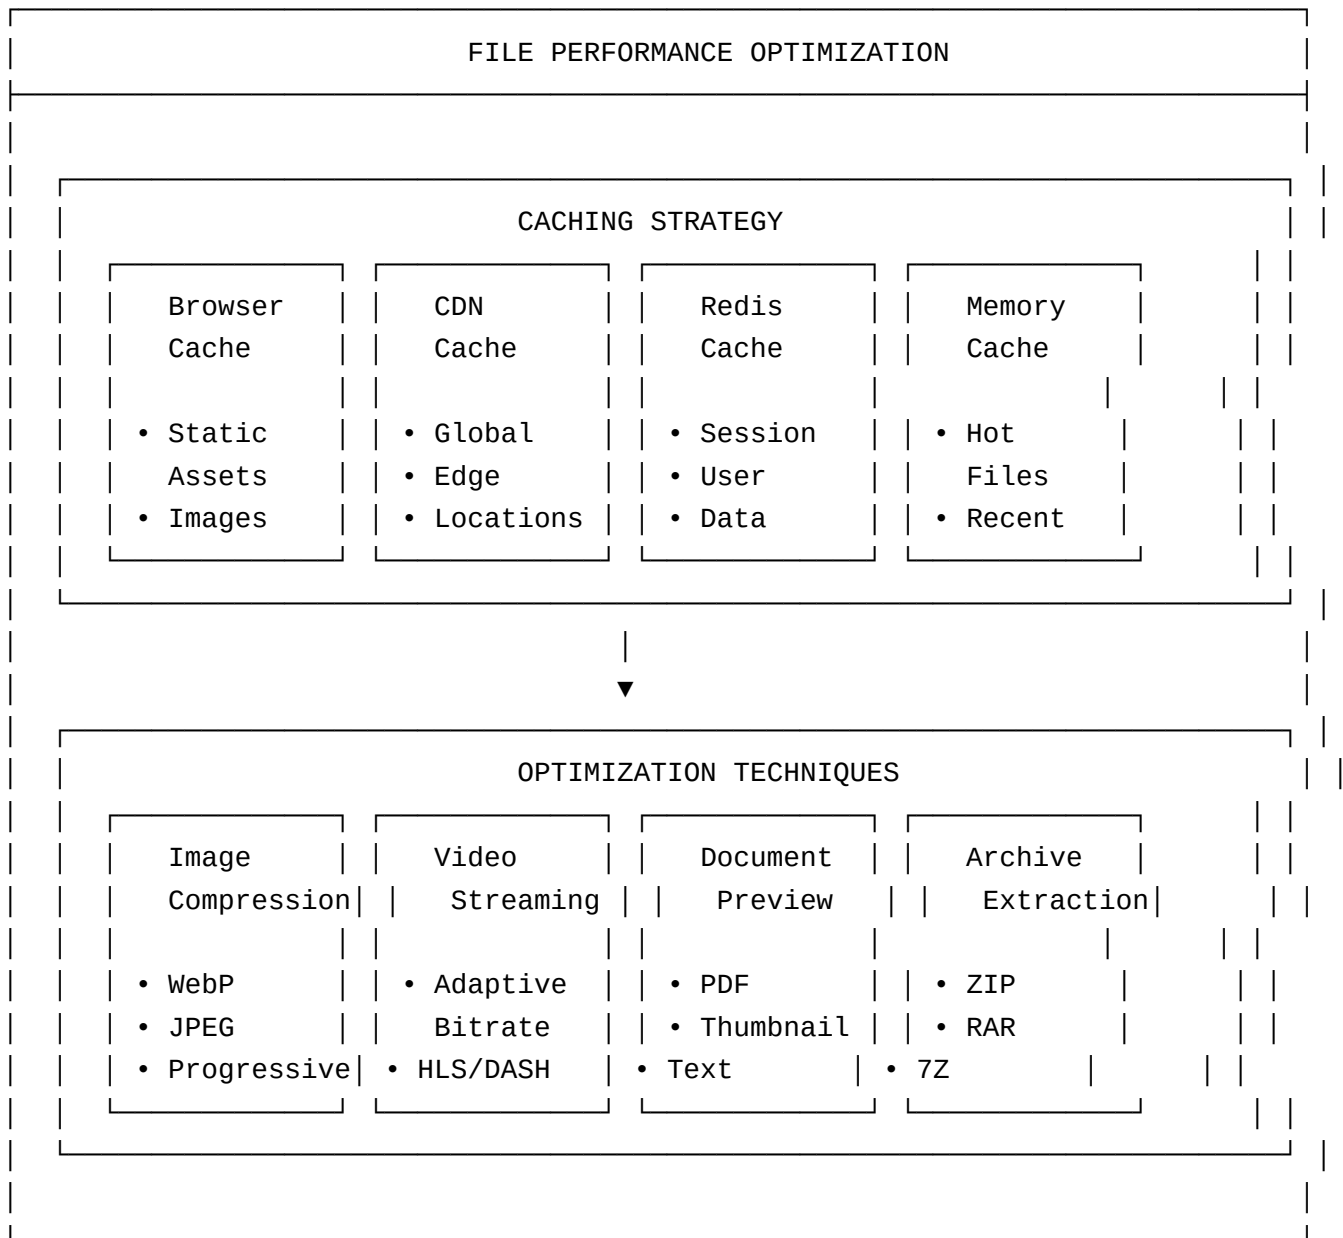 FILE PERFORMANCE OPTIMIZATION
CACHING STRATEGY
Browser CDN Redis Memory
Cache Cache Cache Cache
• Static • Global • Session • Hot
Assets • Edge • User Files
• Images • Locations • Data • Recent
▼
OPTIMIZATION TECHNIQUES
Image Video Document Archive
Compression Streaming Preview Extraction
• WebP • Adaptive • PDF • ZIP
• JPEG Bitrate • Thumbnail • RAR
• Progressive • HLS/DASH • Text • 7Z